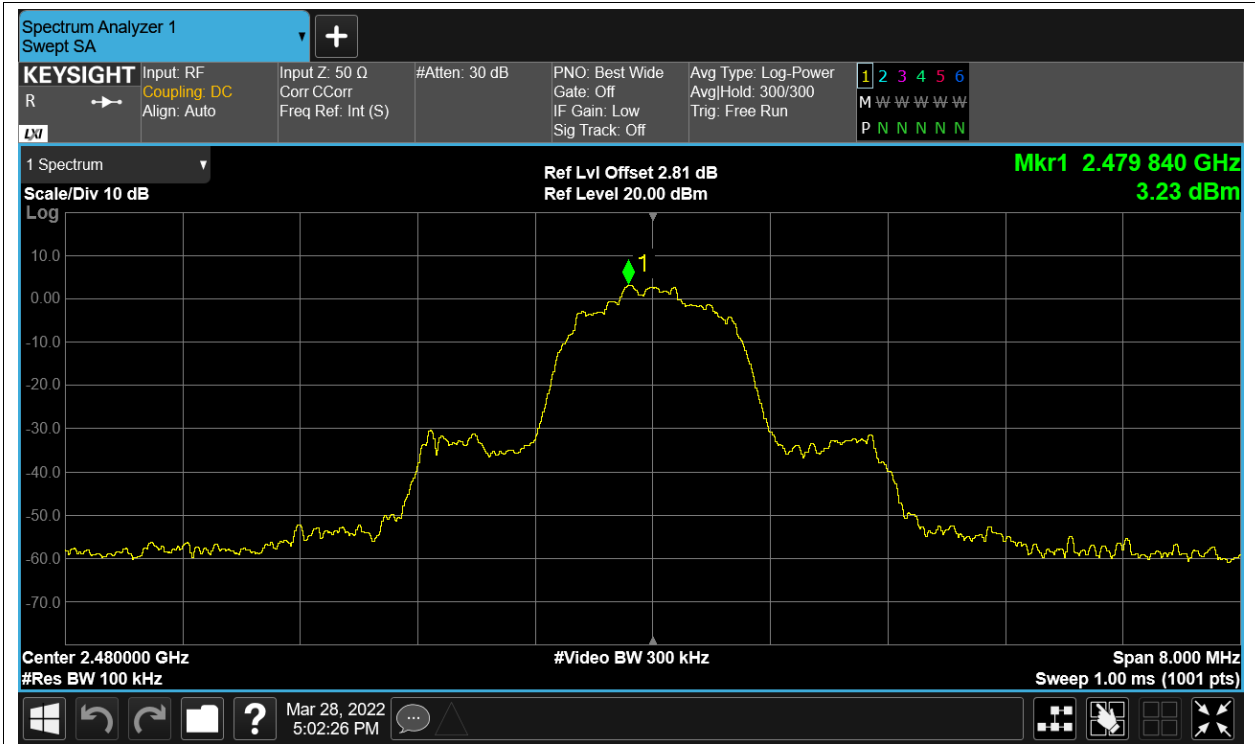 Spectrum Analyzer 1
Swept SA
KEYSIGHT
R
LXI
Input: RF
Coupling: DC
Align: Auto
Input Z: 50 Ω
Corr CCorr
Freq Ref: Int (S)
#Atten: 30 dB
PNO: Best Wide
Gate: Off
IF Gain: Low
Sig Track: Off
Avg Type: Log-Power
Avg|Hold: 300/300
Trig: Free Run
1 2 3 4 5 6
M W W W W W
P N N N N N
1 Spectrum
Scale/Div 10 dB
Log
Ref Lvl Offset 2.81 dB
Ref Level 20.00 dBm
Mkr1 2.479 840 GHz
3.23 dBm
1
10.0
0.00
-10.0
-20.0
-30.0
-40.0
-50.0
-60.0
-70.0
Center 2.480000 GHz
#Res BW 100 kHz
#Video BW 300 kHz
Span 8.000 MHz
Sweep 1.00 ms (1001 pts)
?
Mar 28, 2022
5:02:26 PM